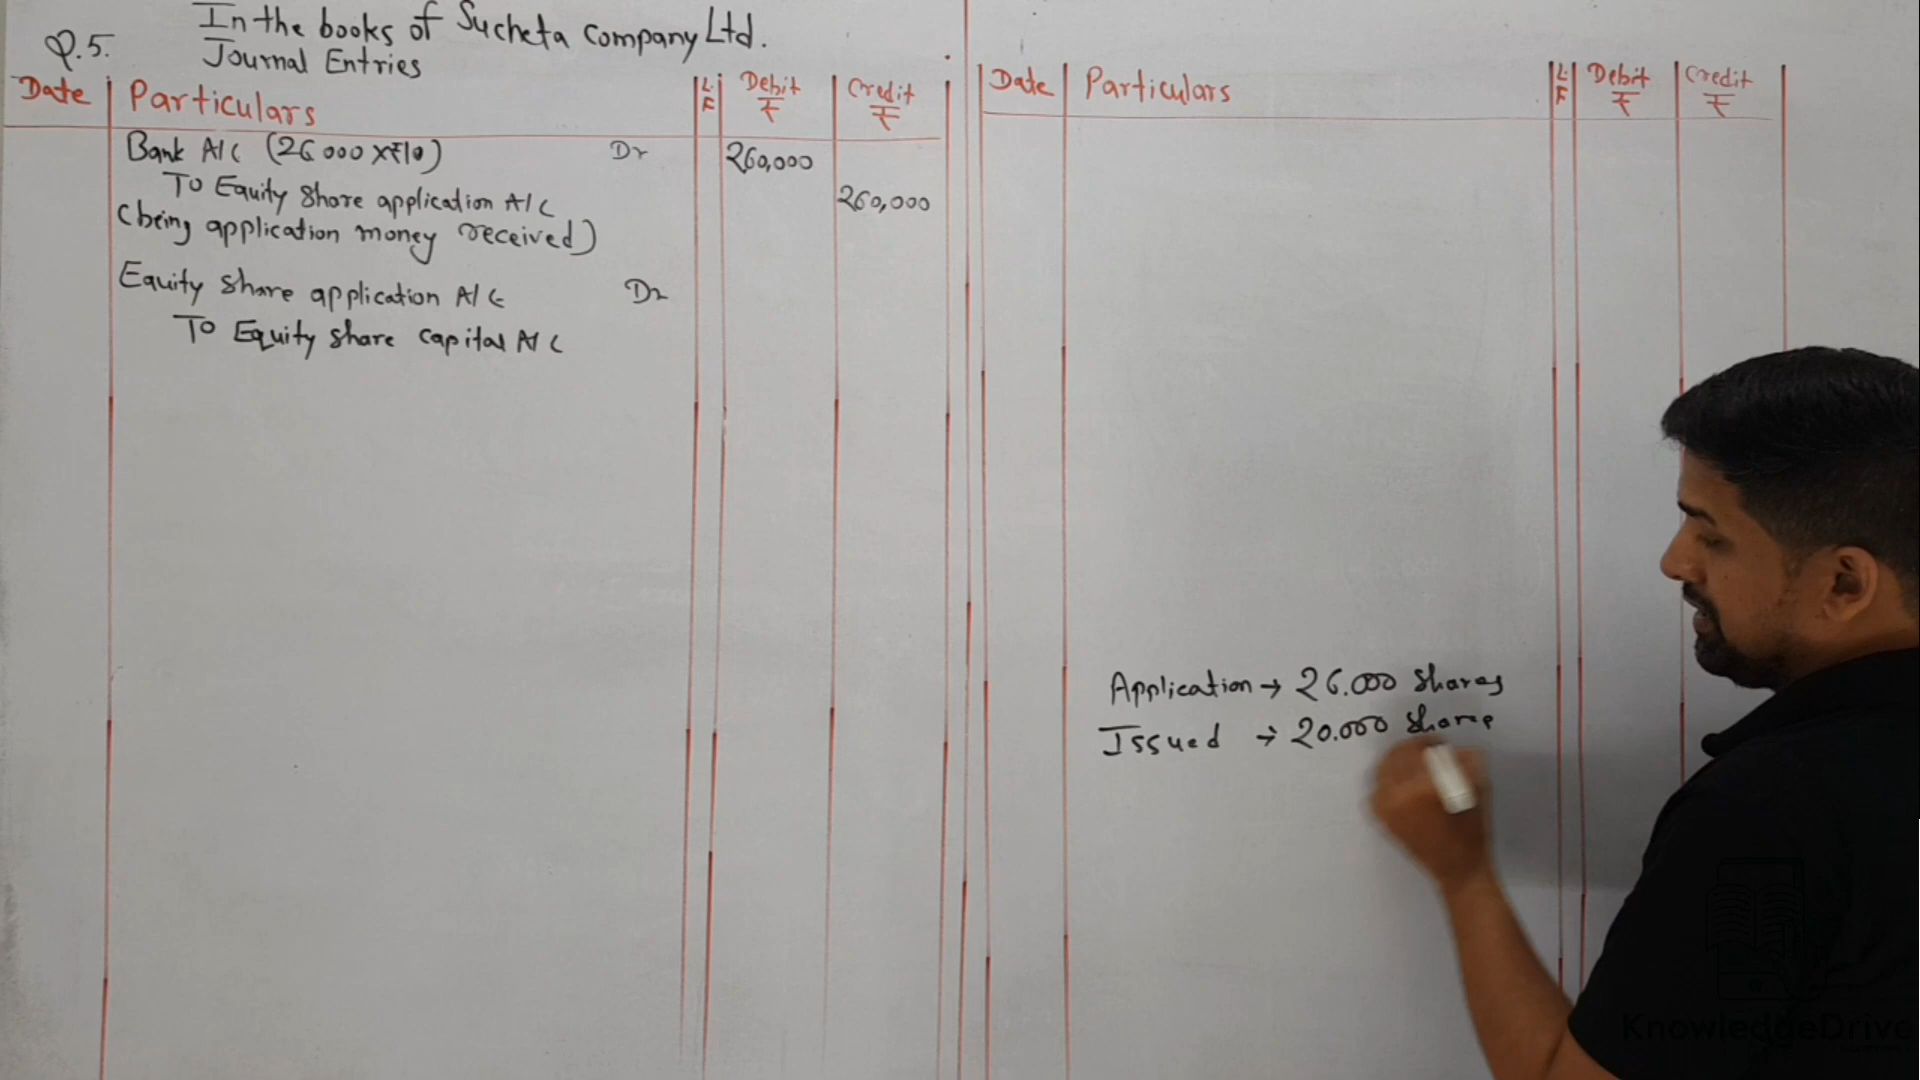 In the books of Sucheta Company Ltd.
Q.5.
Journal Entries
Date Particulars L.F Debit ₹ Credit ₹
Bank A/C (26000 x ₹10) Dr 260,000
To Equity Share application A/C 260,000
(being application money received)
Equity share application A/C Dr
To Equity share capital A/C
Date Particulars L.F Debit ₹ Credit ₹
Application → 26.000 Shares
Issued → 20.000 Share
KnowledgeDrive